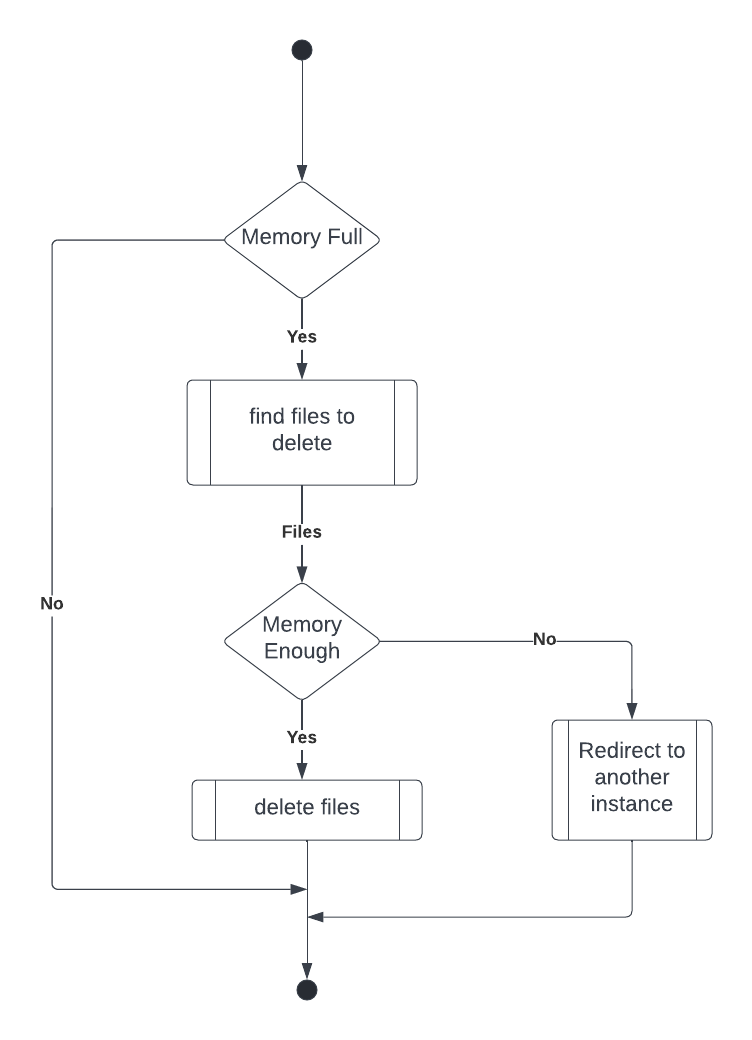 Memory Full
Yes
find files to
delete
Files
No
Memory
Enough
No
Yes
Redirect to
another
instance
delete files